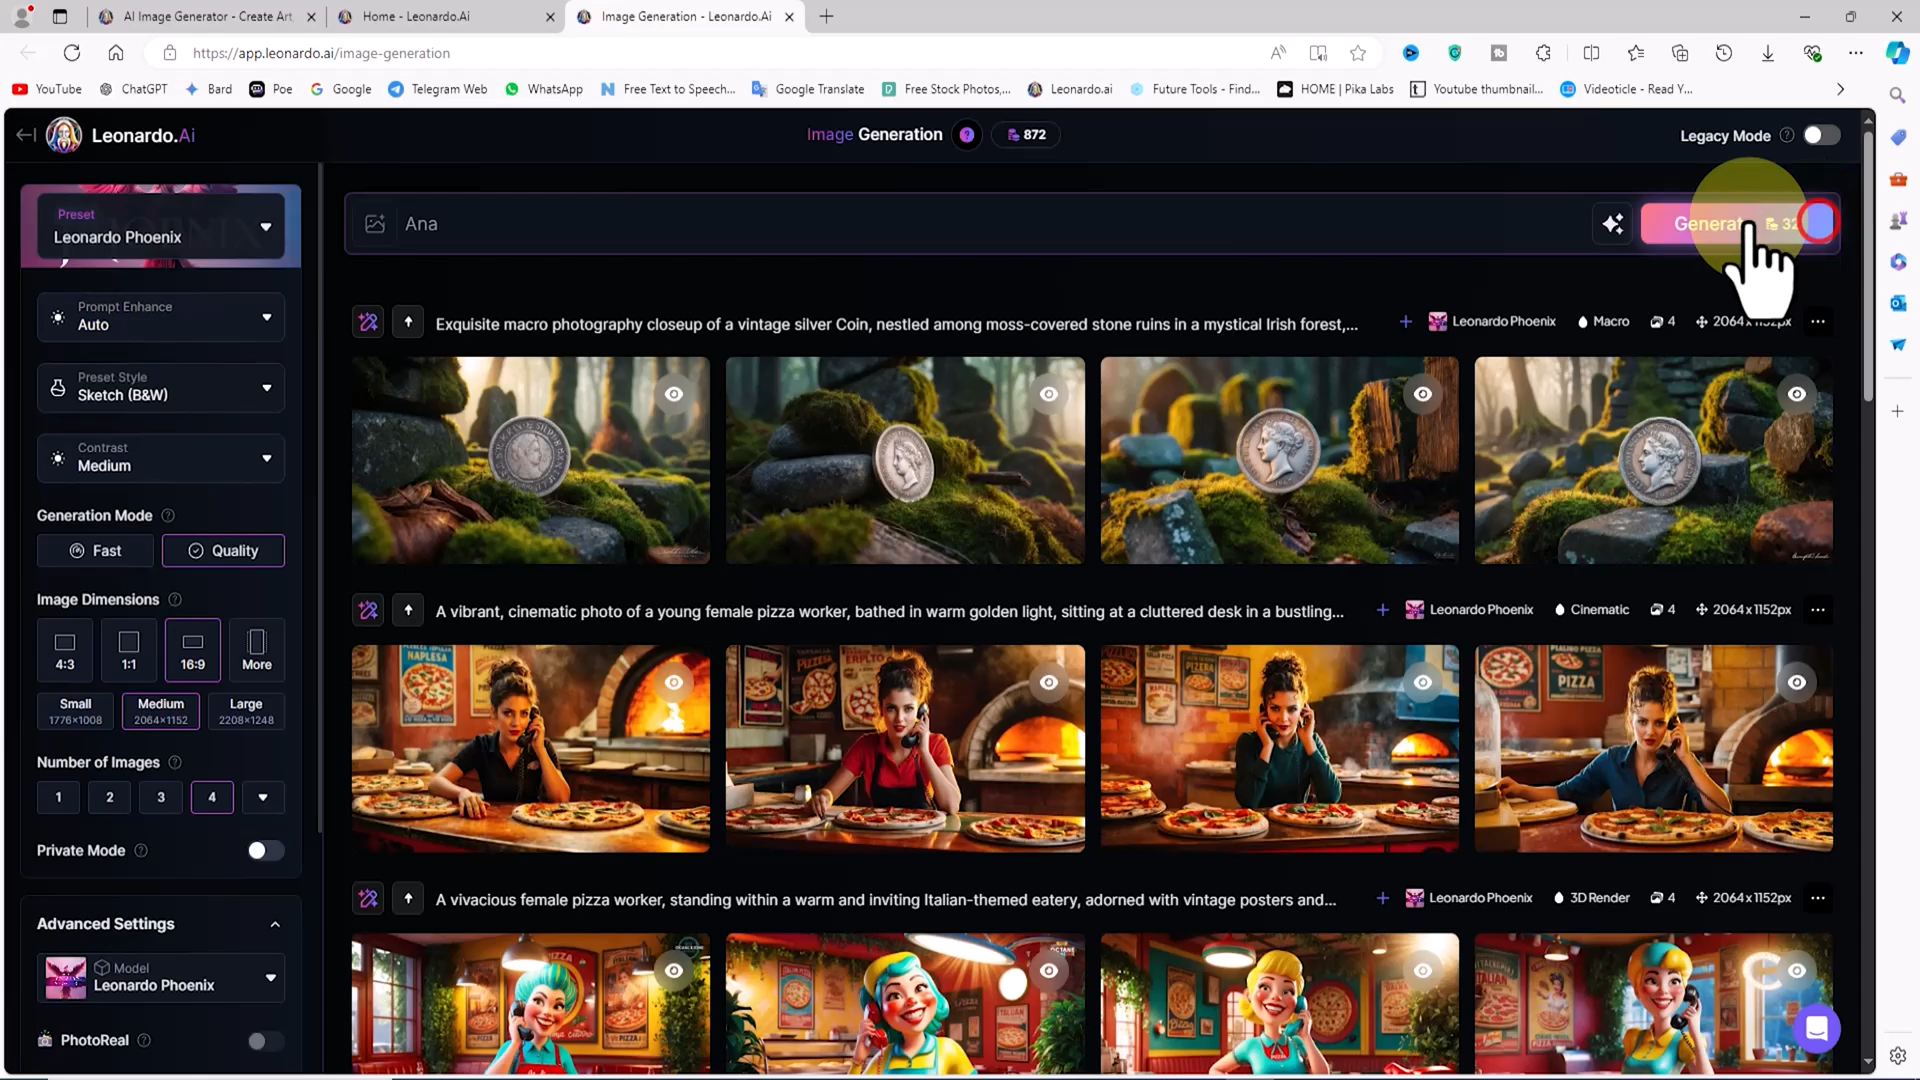 AI Image Generator - Create Art,
Home - Leonardo.Ai
Image Generation - Leonardo.Ai
https://app.leonardo.ai/image-generation
YouTube
ChatGPT
Bard
Poe
Google
Telegram Web
WhatsApp
Free Text to Speech...
Google Translate
Free Stock Photos,...
Leonardo.ai
Future Tools - Find...
HOME | Pika Labs
Youtube thumbnail...
Videoticle - Read Y...
Leonardo.Ai
Image Generation
872
Legacy Mode
Preset
Leonardo Phoenix
Ana
Generat
32
Prompt Enhance
Auto
Preset Style
Sketch (B&W)
Contrast
Medium
Generation Mode
Fast
Quality
Image Dimensions
4:3
1:1
16:9
More
Small
1776×1008
Medium
2064×1152
Large
2208×1248
Number of Images
1
2
3
4
Private Mode
Advanced Settings
Model
Leonardo Phoenix
PhotoReal
Exquisite macro photography closeup of a vintage silver Coin, nestled among moss-covered stone ruins in a mystical Irish forest,...
Leonardo Phoenix
Macro
4
2064x1152px
A vibrant, cinematic photo of a young female pizza worker, bathed in warm golden light, sitting at a cluttered desk in a bustling...
Leonardo Phoenix
Cinematic
4
2064x1152px
NAPLESA
PIZZERIA
PIZZA
A vivacious female pizza worker, standing within a warm and inviting Italian-themed eatery, adorned with vintage posters and...
Leonardo Phoenix
3D Render
4
2064x1152px